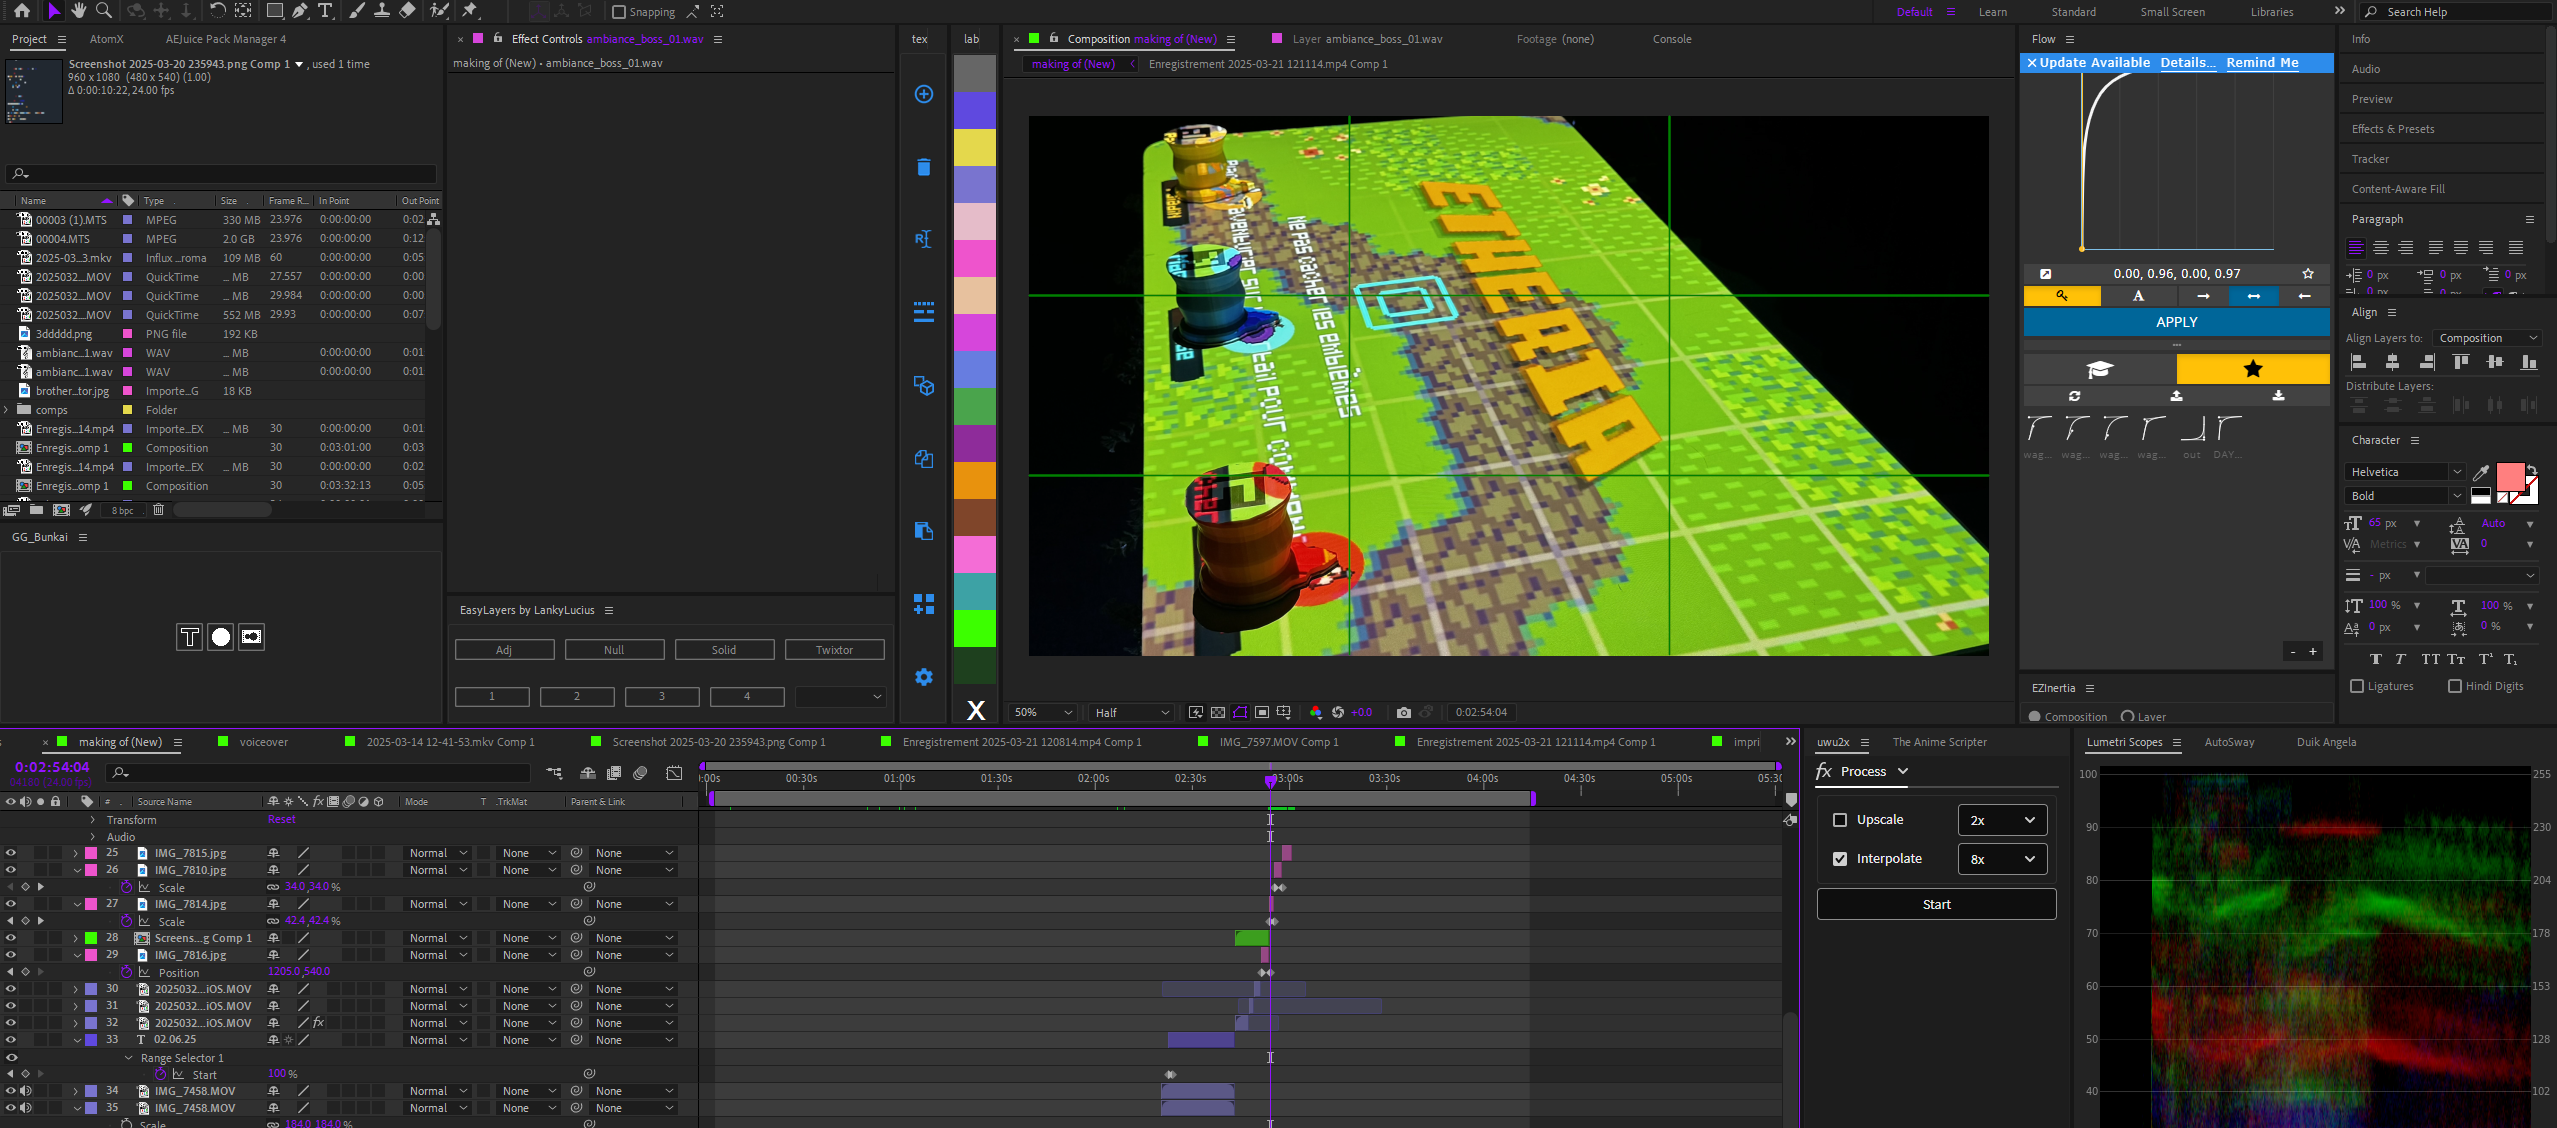 Snapping
Default
Learn
Standard
Small Screen
Libraries
Search Help
Project
AtomX
AEJuice Pack Manager 4
Screenshot 2025-03-20 235943.png Comp 1 , used 1 time
960 x 1080 (480 x 540) (1.00)
Δ 0:00:10:22, 24.00 fps
Name Type Size Frame R... In Point Out Point
00003 (1).MTS MPEG 330 MB 23.976 0:00:00:00 0:02
00004.MTS MPEG 2.0 GB 23.976 0:00:00:00 0:12
2025-03...3.mkv Influx ...roma 109 MB 60 0:00:00:00 0:05
2025032....MOV QuickTime ... MB 27.557 0:00:00:00 0:00
2025032....MOV QuickTime ... MB 29.984 0:00:00:00 0:00
2025032....MOV QuickTime 552 MB 29.93 0:00:00:00 0:07
3ddddd.png PNG file 192 KB
ambianc...1.wav WAV ... MB 0:00:00:00 0:01
ambianc...1.wav WAV ... MB 0:00:00:00 0:01
brother...tor.jpg Importe...G 18 KB
comps Folder
Enregis...14.mp4 Importe...EX ... MB 30 0:00:00:00 0:01
Enregis...omp 1 Composition 30 0:03:01:00 0:03
Enregis...14.mp4 Importe...EX ... MB 30 0:00:00:00 0:02
Enregis...omp 1 Composition 30 0:03:32:13 0:05
8 bpc
GG_Bunkai
Effect Controls ambiance_boss_01.wav
making of (New) • ambiance_boss_01.wav
EasyLayers by LankyLucius
Adj Null Solid Twixtor
1 2 3 4
tex
lab
X
Composition making of (New)
Layer ambiance_boss_01.wav
Footage (none)
Console
making of (New) Enregistrement 2025-03-21 121114.mp4 Comp 1
ETHERIA
Ne pas cacher les emblèmes
50% Half +0.0 0:02:54:04
Flow
Update Available Details... Remind Me
0.00, 0.96, 0.00, 0.97
A
APPLY
wag... wag... wag... wag... out DAY...
- +
EZInertia
Composition Layer
Info
Audio
Preview
Effects & Presets
Tracker
Content-Aware Fill
Paragraph
0 px 0 px 0 px
Align
Align Layers to: Composition
Distribute Layers:
Character
Helvetica
Bold
65 px Auto
Metrics 0
- px
100 % 100 %
0 px 0 %
Ligatures Hindi Digits
making of (New)
voiceover
2025-03-14 12-41-53.mkv Comp 1
Screenshot 2025-03-20 235943.png Comp 1
Enregistrement 2025-03-21 120814.mp4 Comp 1
IMG_7597.MOV Comp 1
Enregistrement 2025-03-21 121114.mp4 Comp 1
impri
0:02:54:04
04180 (24.00 fps)
:00s 00:30s 01:00s 01:30s 02:00s 02:30s 03:00s 03:30s 04:00s 04:30s 05:00s 05:30
# Source Name Mode T .TrkMat Parent & Link
Transform Reset
Audio
25 IMG_7815.jpg Normal None None
26 IMG_7810.jpg Normal None None
Scale 34.0,34.0 %
27 IMG_7814.jpg Normal None None
Scale 42.4,42.4 %
28 Screens...g Comp 1 Normal None None
29 IMG_7816.jpg Normal None None
Position 1205.0,540.0
30 2025032...iOS.MOV Normal None None
31 2025032...iOS.MOV Normal None None
32 2025032...iOS.MOV Normal None None
33 T 02.06.25 Normal None None
Range Selector 1
Start 100 %
34 IMG_7458.MOV Normal None None
35 IMG_7458.MOV Normal None None
Scale 184.0,184.0 %
uwu2x
The Anime Scripter
fx Process
Upscale 2x
Interpolate 8x
Start
Lumetri Scopes
AutoSway
Duik Angela
100 255
90 230
80 204
70 178
60 153
50 128
40 102